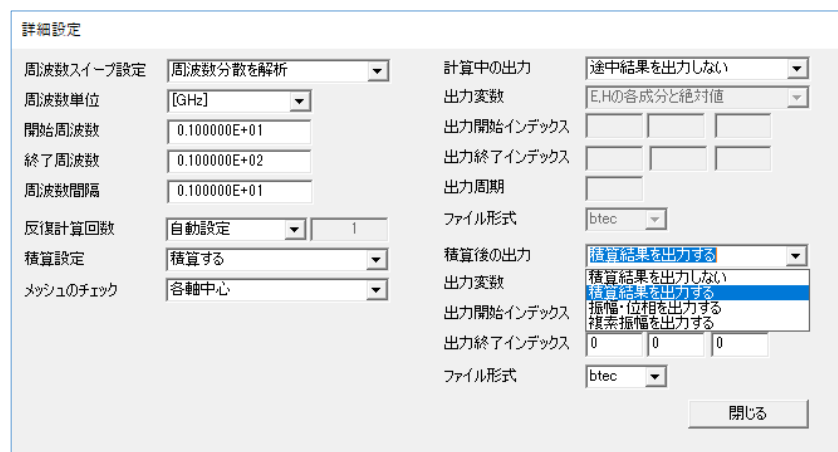 詳細設定
周波数スイープ設定 周波数分散を解析
周波数単位 [GHz]
開始周波数 0.100000E+01
終了周波数 0.100000E+02
周波数間隔 0.100000E+01
反復計算回数 自動設定 1
積算設定 積算する
メッシュのチェック 各軸中心
計算中の出力 途中結果を出力しない
出力変数 E,Hの各成分と絶対値
出力開始インデックス
出力終了インデックス
出力周期
ファイル形式 btec
積算後の出力 積算結果を出力する
積算結果を出力しない
出力変数 積算結果を出力する
出力開始インデックス 振幅・位相を出力する
複素振幅を出力する
出力終了インデックス 0 0 0
ファイル形式 btec
閉じる